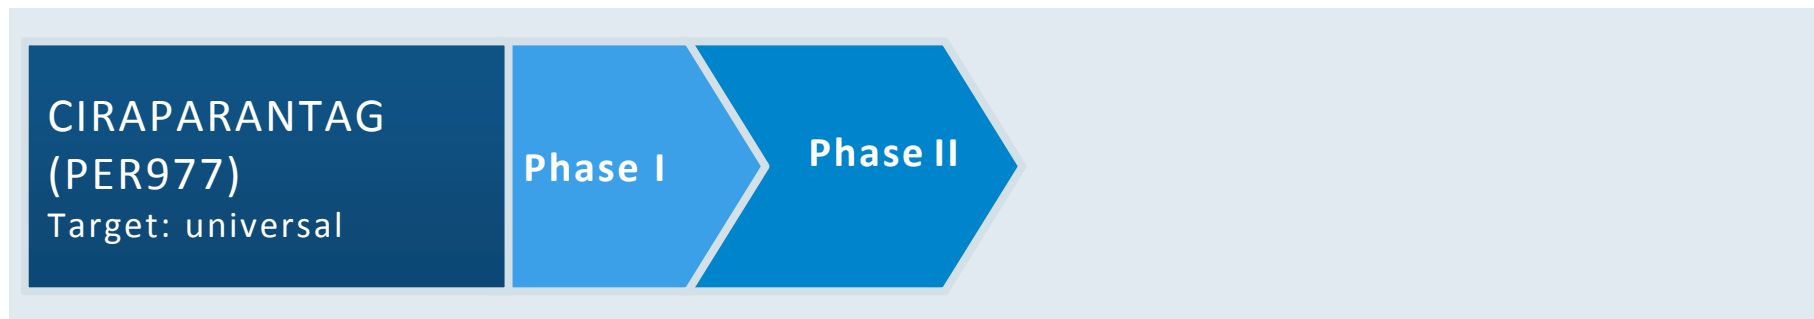 CIRAPARANTAG
(PER977)
Target: universal
Phase I
Phase II